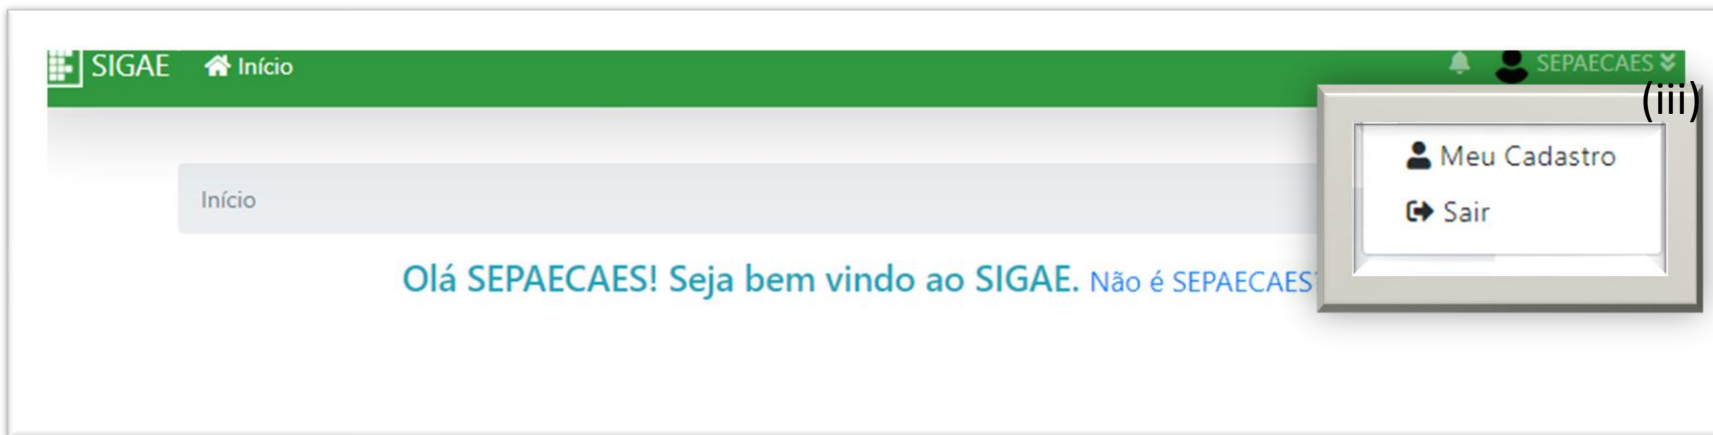 SIGAE Início SEPAECAES
(iii)
Meu Cadastro
Início
Sair
Olá SEPAECAES! Seja bem vindo ao SIGAE. Não é SEPAECAES